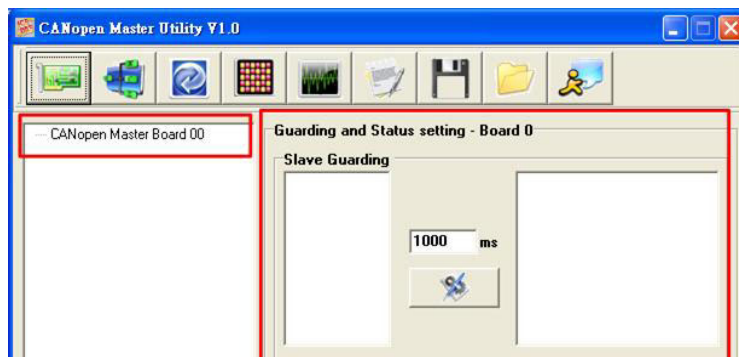 CANopen Master Utility V1.0
CANopen Master Board 00
Guarding and Status setting - Board 0
Slave Guarding
1000 ms